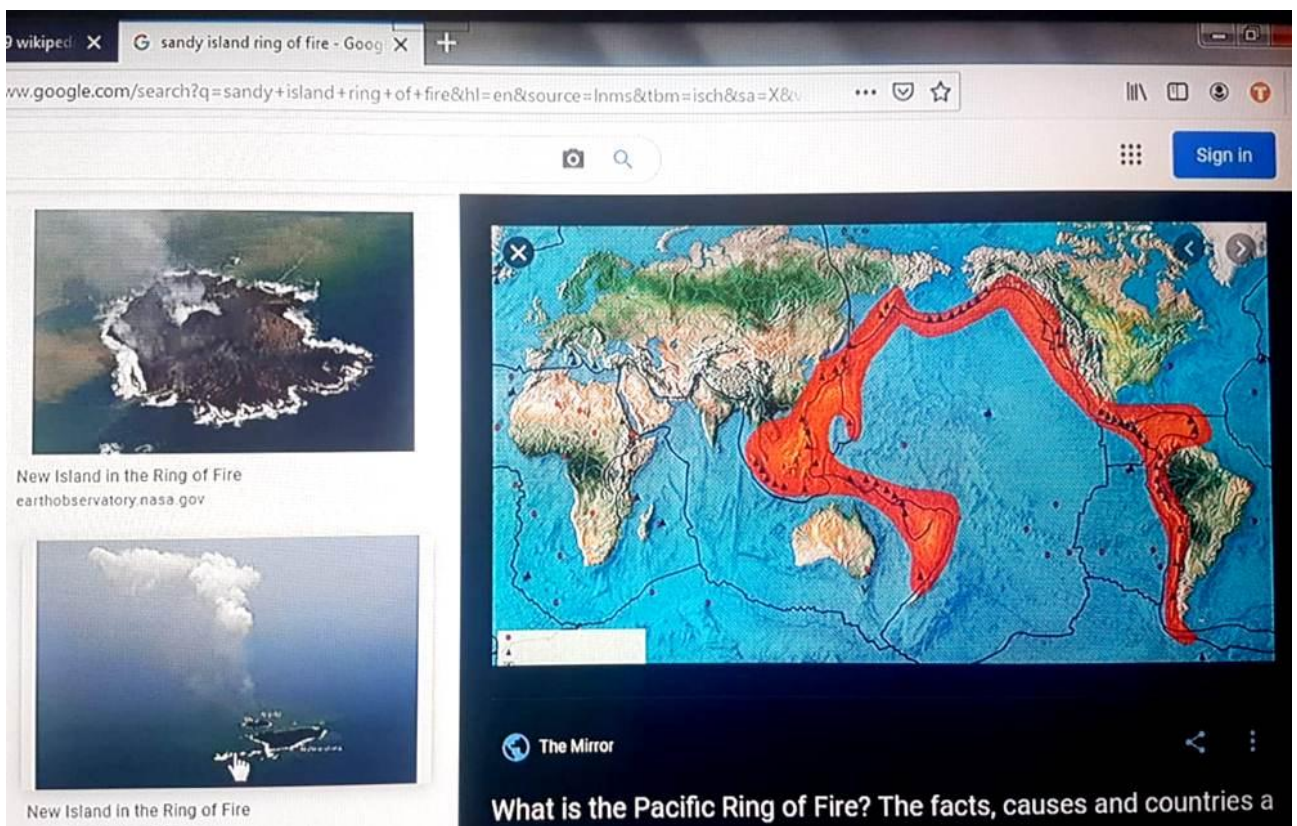 9 wikiped
G sandy island ring of fire - Goog
ww.google.com/search?q=sandy+island+ring+of+fire&hl=en&source=lnms&tbm=isch&sa=X&
Sign in
New Island in the Ring of Fire
earthobservatory.nasa.gov
New Island in the Ring of Fire
The Mirror
What is the Pacific Ring of Fire? The facts, causes and countries a